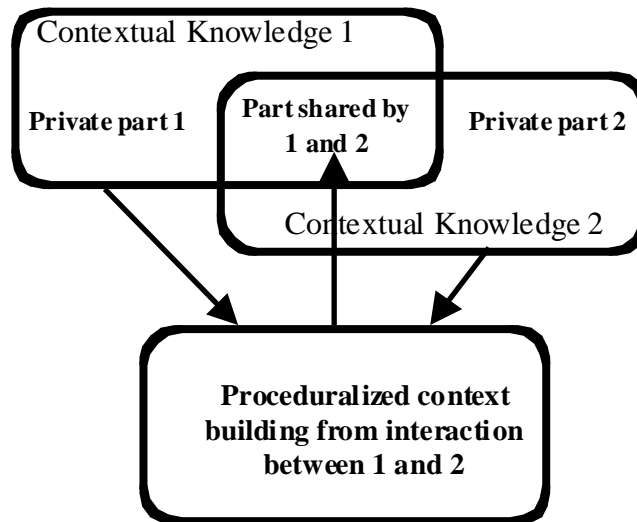 Contextual Knowledge 1
Private part 1
Part shared by
1 and 2
Private part 2
Contextual Knowledge 2
Proceduralized context
building from interaction
between 1 and 2